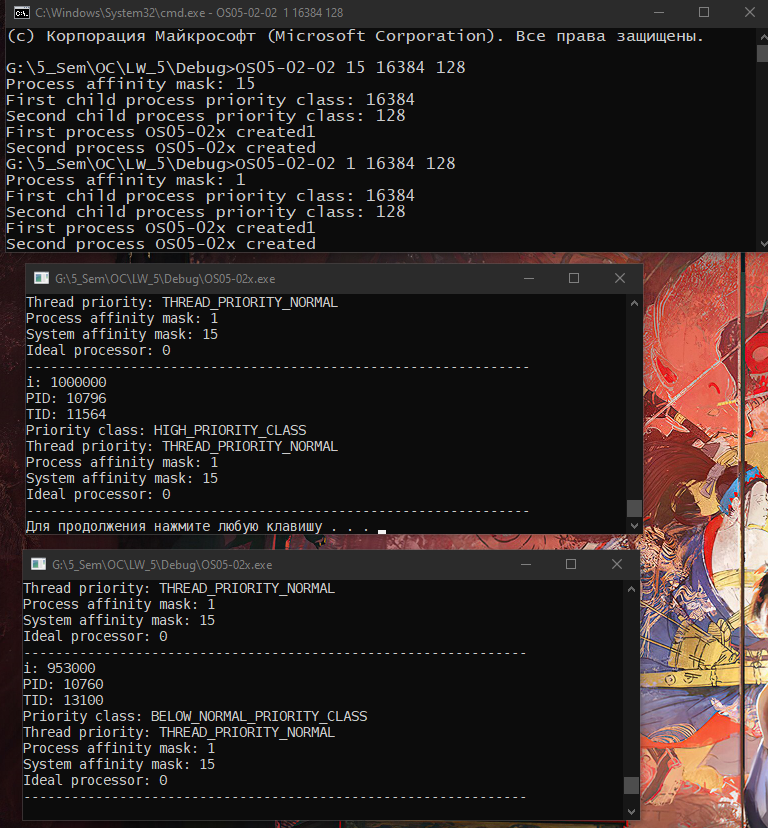 C:\Windows\System32\cmd.exe - OS05-02-02  1 16384 128
(c) Корпорация Майкрософт (Microsoft Corporation). Все права защищены.
G:\5_Sem\OC\LW_5\Debug>OS05-02-02 15 16384 128
Process affinity mask: 15
First child process priority class: 16384
Second child process priority class: 128
First process OS05-02x created1
Second process OS05-02x created
G:\5_Sem\OC\LW_5\Debug>OS05-02-02 1 16384 128
Process affinity mask: 1
First child process priority class: 16384
Second child process priority class: 128
First process OS05-02x created1
Second process OS05-02x created
G:\5_Sem\OC\LW_5\Debug\OS05-02x.exe
Thread priority: THREAD_PRIORITY_NORMAL
Process affinity mask: 1
System affinity mask: 15
Ideal processor: 0
------------------------------------------------------------
i: 1000000
PID: 10796
TID: 11564
Priority class: HIGH_PRIORITY_CLASS
Thread priority: THREAD_PRIORITY_NORMAL
Process affinity mask: 1
System affinity mask: 15
Ideal processor: 0
------------------------------------------------------------
Для продолжения нажмите любую клавишу . . .
G:\5_Sem\OC\LW_5\Debug\OS05-02x.exe
Thread priority: THREAD_PRIORITY_NORMAL
Process affinity mask: 1
System affinity mask: 15
Ideal processor: 0
------------------------------------------------------------
i: 953000
PID: 10760
TID: 13100
Priority class: BELOW_NORMAL_PRIORITY_CLASS
Thread priority: THREAD_PRIORITY_NORMAL
Process affinity mask: 1
System affinity mask: 15
Ideal processor: 0
------------------------------------------------------------